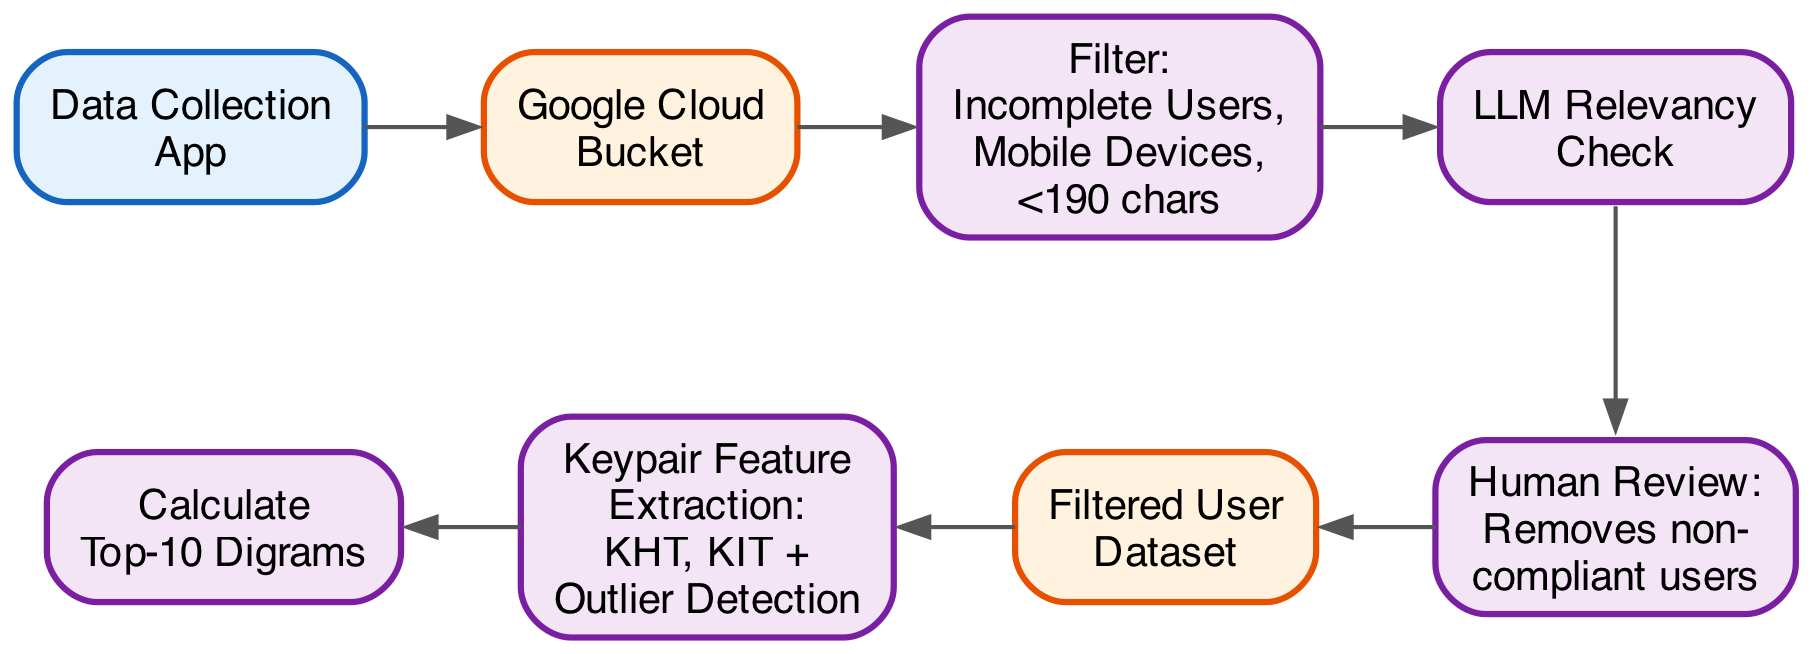 Data Collection
App
Google Cloud
Bucket
Filter:
Incomplete Users,
Mobile Devices,
<190 chars
LLM Relevancy
Check
Human Review:
Removes non-
compliant users
Filtered User
Dataset
Keypair Feature
Extraction:
KHT, KIT +
Outlier Detection
Calculate
Top-10 Digrams